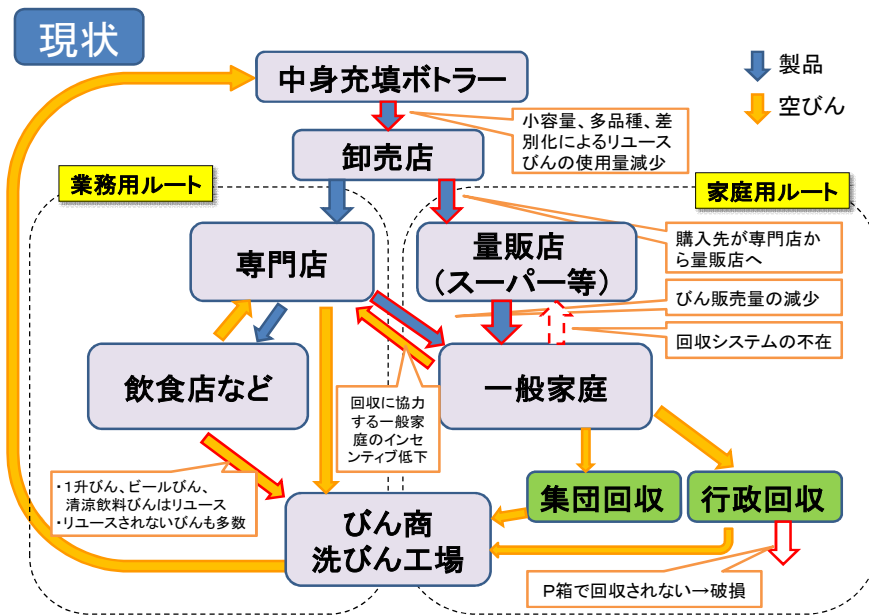 現状
中身充填ボトラー
製品
空びん
小容量、多品種、差
別化によるリユース
びんの使用量減少
卸売店
業務用ルート
家庭用ルート
専門店
量販店
（スーパー等）
購入先が専門店か
ら量販店へ
びん販売量の減少
回収システムの不在
飲食店など
回収に協力
する一般家
庭のインセ
ンティブ低下
一般家庭
・1升びん、ビールびん、
清涼飲料びんはリユース
・リユースされないびんも多数
集団回収
行政回収
びん商
洗びん工場
P箱で回収されない→破損